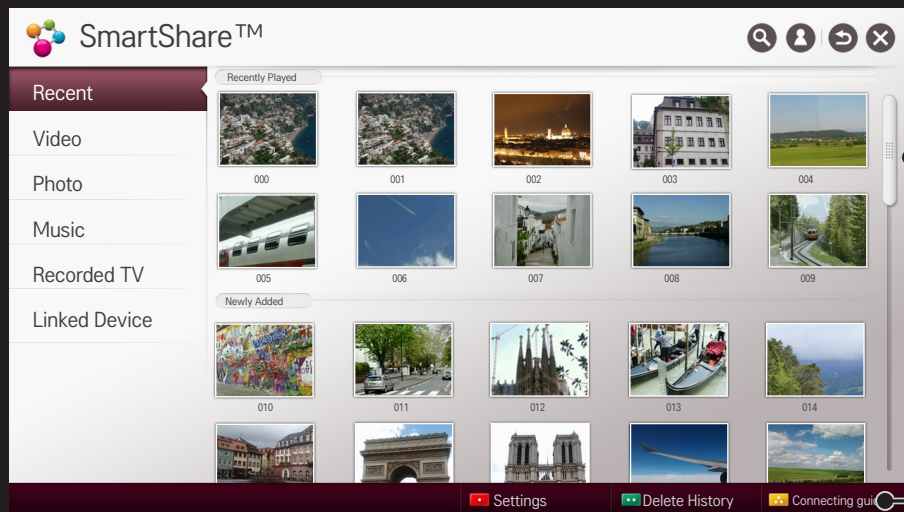 SmartShare™
Recent
Video
Photo
Music
Recorded TV
Linked Device
Recently Played
000 001 002 003 004
005 006 007 008 009
Newly Added
010 011 012 013 014
Settings Delete History Connecting